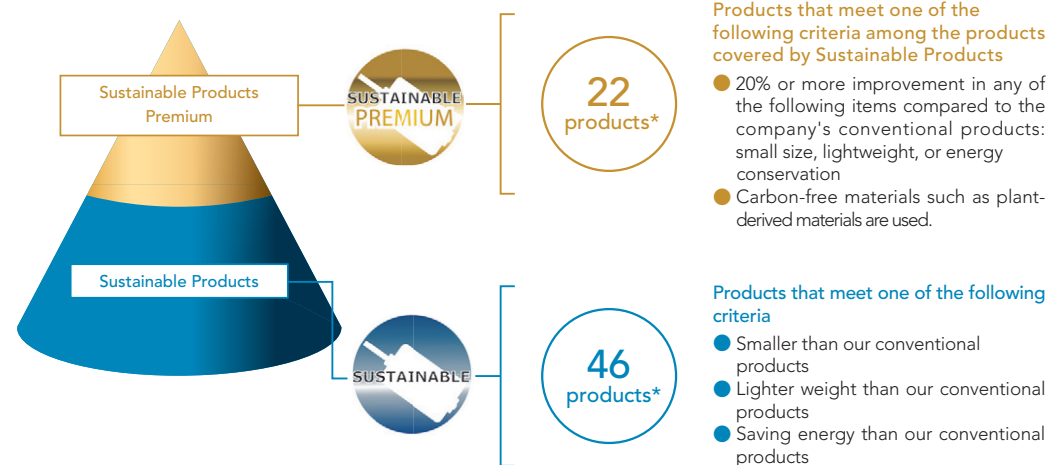 Sustainable Products
Premium
SUSTAINABLE
PREMIUM
22
products*
Products that meet one of the
following criteria among the products
covered by Sustainable Products
● 20% or more improvement in any of
the following items compared to the
company's conventional products:
small size, lightweight, or energy
conservation
● Carbon-free materials such as plant-
derived materials are used.
Sustainable Products
SUSTAINABLE
46
products*
Products that meet one of the following
criteria
● Smaller than our conventional
products
● Lighter weight than our conventional
products
● Saving energy than our conventional
products